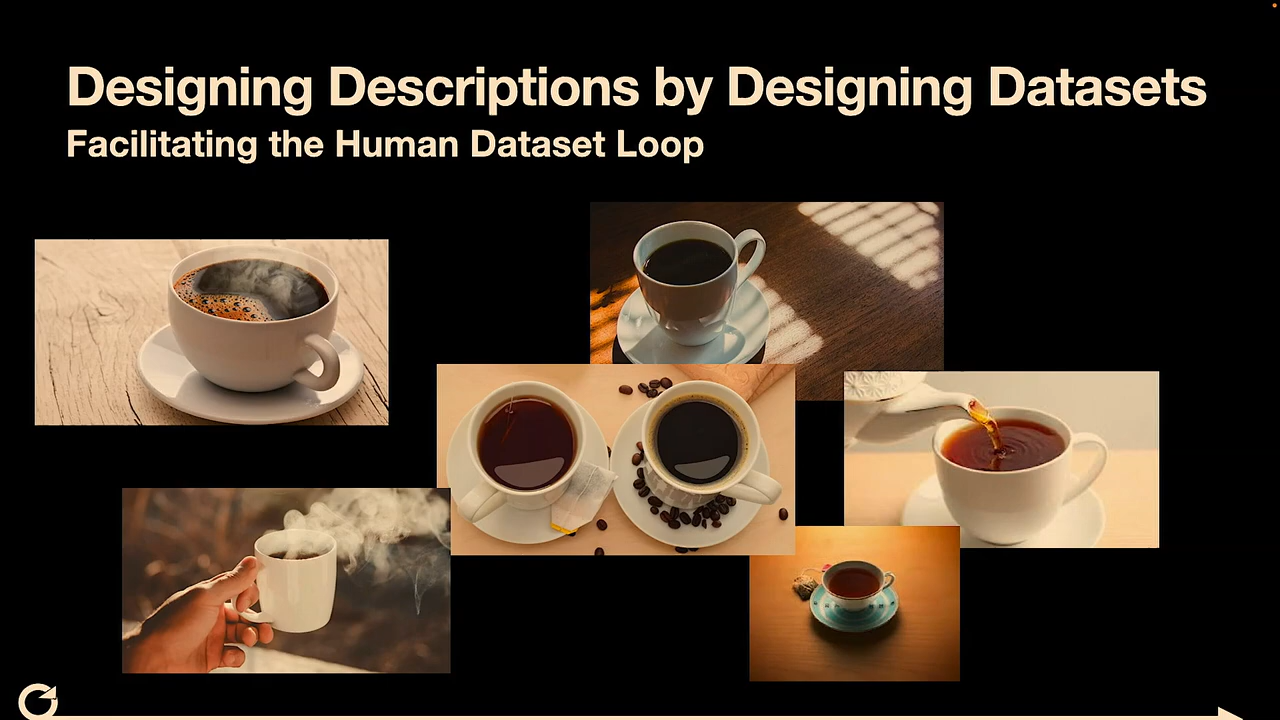 Designing Descriptions by Designing Datasets
Facilitating the Human Dataset Loop